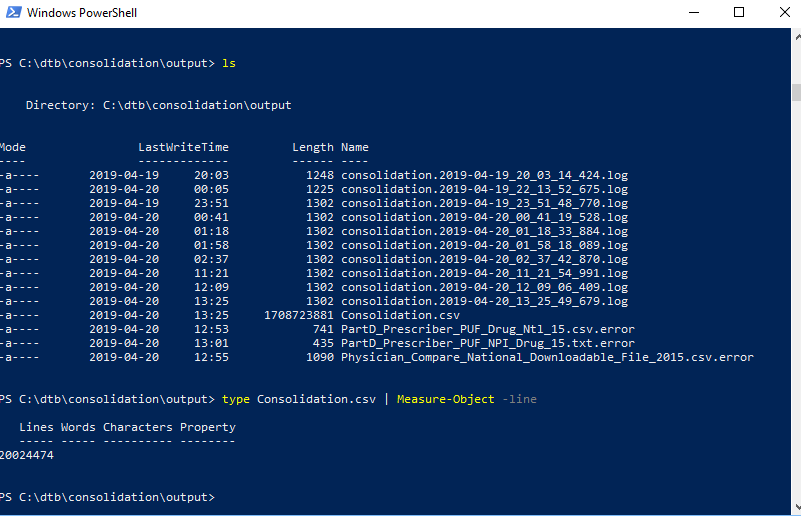 Windows PowerShell
PS C:\dtb\consolidation\output> ls
Directory: C:\dtb\consolidation\output
Mode LastWriteTime Length Name
---- ------------- ------ ----
-a---- 2019-04-19 20:03 1248 consolidation.2019-04-19_20_03_14_424.log
-a---- 2019-04-20 00:05 1225 consolidation.2019-04-19_22_13_52_675.log
-a---- 2019-04-19 23:51 1302 consolidation.2019-04-19_23_51_48_770.log
-a---- 2019-04-20 00:41 1302 consolidation.2019-04-20_00_41_19_528.log
-a---- 2019-04-20 01:18 1302 consolidation.2019-04-20_01_18_33_884.log
-a---- 2019-04-20 01:58 1302 consolidation.2019-04-20_01_58_18_089.log
-a---- 2019-04-20 02:37 1302 consolidation.2019-04-20_02_37_42_870.log
-a---- 2019-04-20 11:21 1302 consolidation.2019-04-20_11_21_54_991.log
-a---- 2019-04-20 12:09 1302 consolidation.2019-04-20_12_09_06_409.log
-a---- 2019-04-20 13:25 1302 consolidation.2019-04-20_13_25_49_679.log
-a---- 2019-04-20 13:25 1708723881 Consolidation.csv
-a---- 2019-04-20 12:53 741 PartD_Prescriber_PUF_Drug_Ntl_15.csv.error
-a---- 2019-04-20 13:01 435 PartD_Prescriber_PUF_NPI_Drug_15.txt.error
-a---- 2019-04-20 12:55 1090 Physician_Compare_National_Downloadable_File_2015.csv.error
PS C:\dtb\consolidation\output> type Consolidation.csv | Measure-Object -line
Lines Words Characters Property
----- ----- ---------- --------
20024474
PS C:\dtb\consolidation\output>